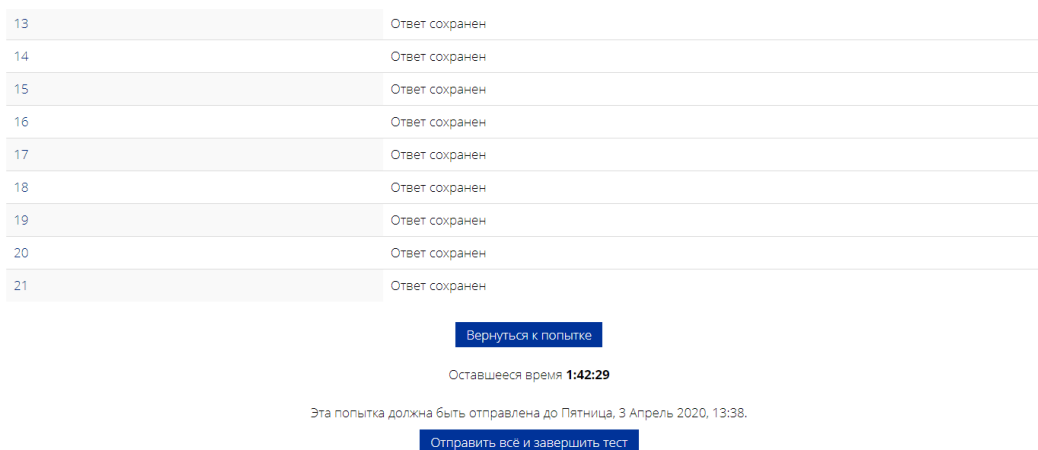 13 Ответ сохранен
14 Ответ сохранен
15 Ответ сохранен
16 Ответ сохранен
17 Ответ сохранен
18 Ответ сохранен
19 Ответ сохранен
20 Ответ сохранен
21 Ответ сохранен
Вернуться к попытке
Оставшееся время 1:42:29
Эта попытка должна быть отправлена до Пятница, 3 Апрель 2020, 13:38.
Отправить всё и завершить тест